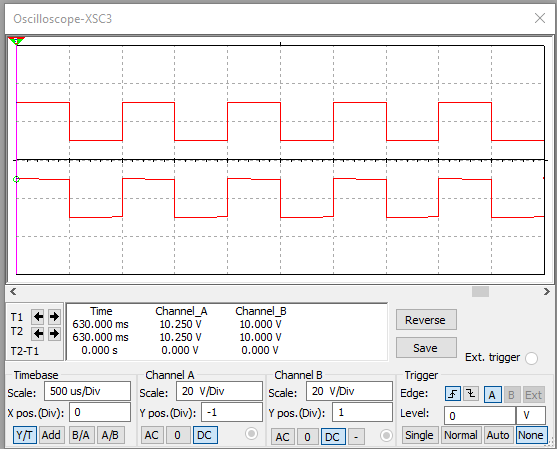 Oscilloscope-XSC3
T1
T2
T2-T1
Time Channel_A Channel_B
630.000 ms 10.250 V 10.000 V
630.000 ms 10.250 V 10.000 V
0.000 s 0.000 V 0.000 V
Reverse
Save
Ext. trigger
Timebase
Scale: 500 us/Div
X pos.(Div): 0
Y/T Add B/A A/B
Channel A
Scale: 20 V/Div
Y pos.(Div): -1
AC 0 DC
Channel B
Scale: 20 V/Div
Y pos.(Div): 1
AC 0 DC -
Trigger
Edge: A B Ext
Level: 0 V
Single Normal Auto None